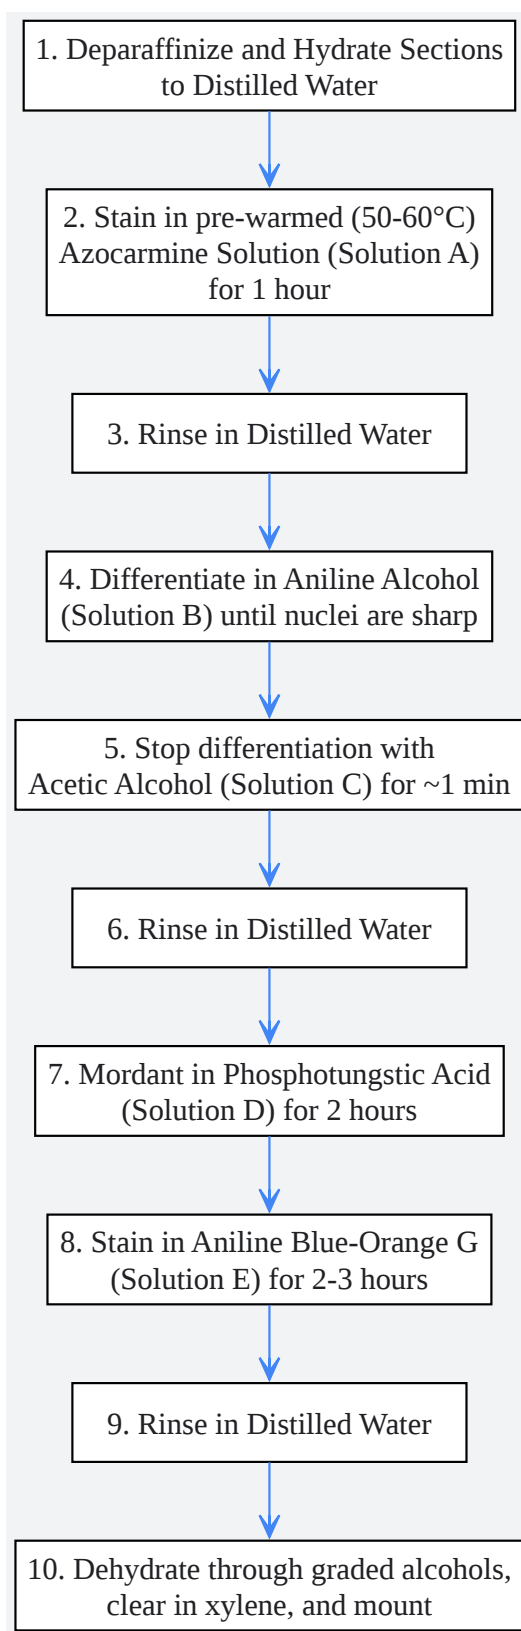 1. Deparaffinize and Hydrate Sections
to Distilled Water
2. Stain in pre-warmed (50-60°C)
Azocarmine Solution (Solution A)
for 1 hour
3. Rinse in Distilled Water
4. Differentiate in Aniline Alcohol
(Solution B) until nuclei are sharp
5. Stop differentiation with
Acetic Alcohol (Solution C) for ~1 min
6. Rinse in Distilled Water
7. Mordant in Phosphotungstic Acid
(Solution D) for 2 hours
8. Stain in Aniline Blue-Orange G
(Solution E) for 2-3 hours
9. Rinse in Distilled Water
10. Dehydrate through graded alcohols,
clear in xylene, and mount